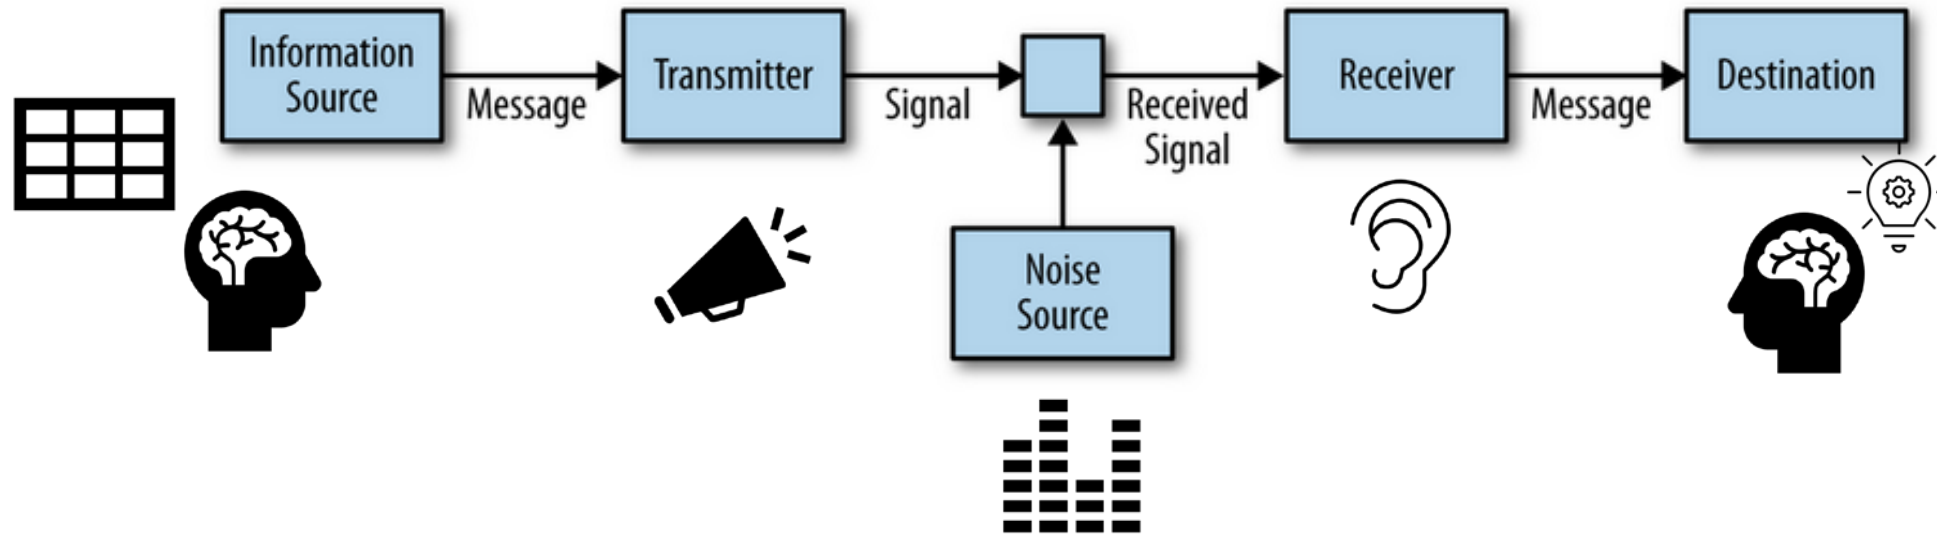 Information
Source
Message
Transmitter
Signal
Received
Signal
Receiver
Message
Destination
Noise
Source